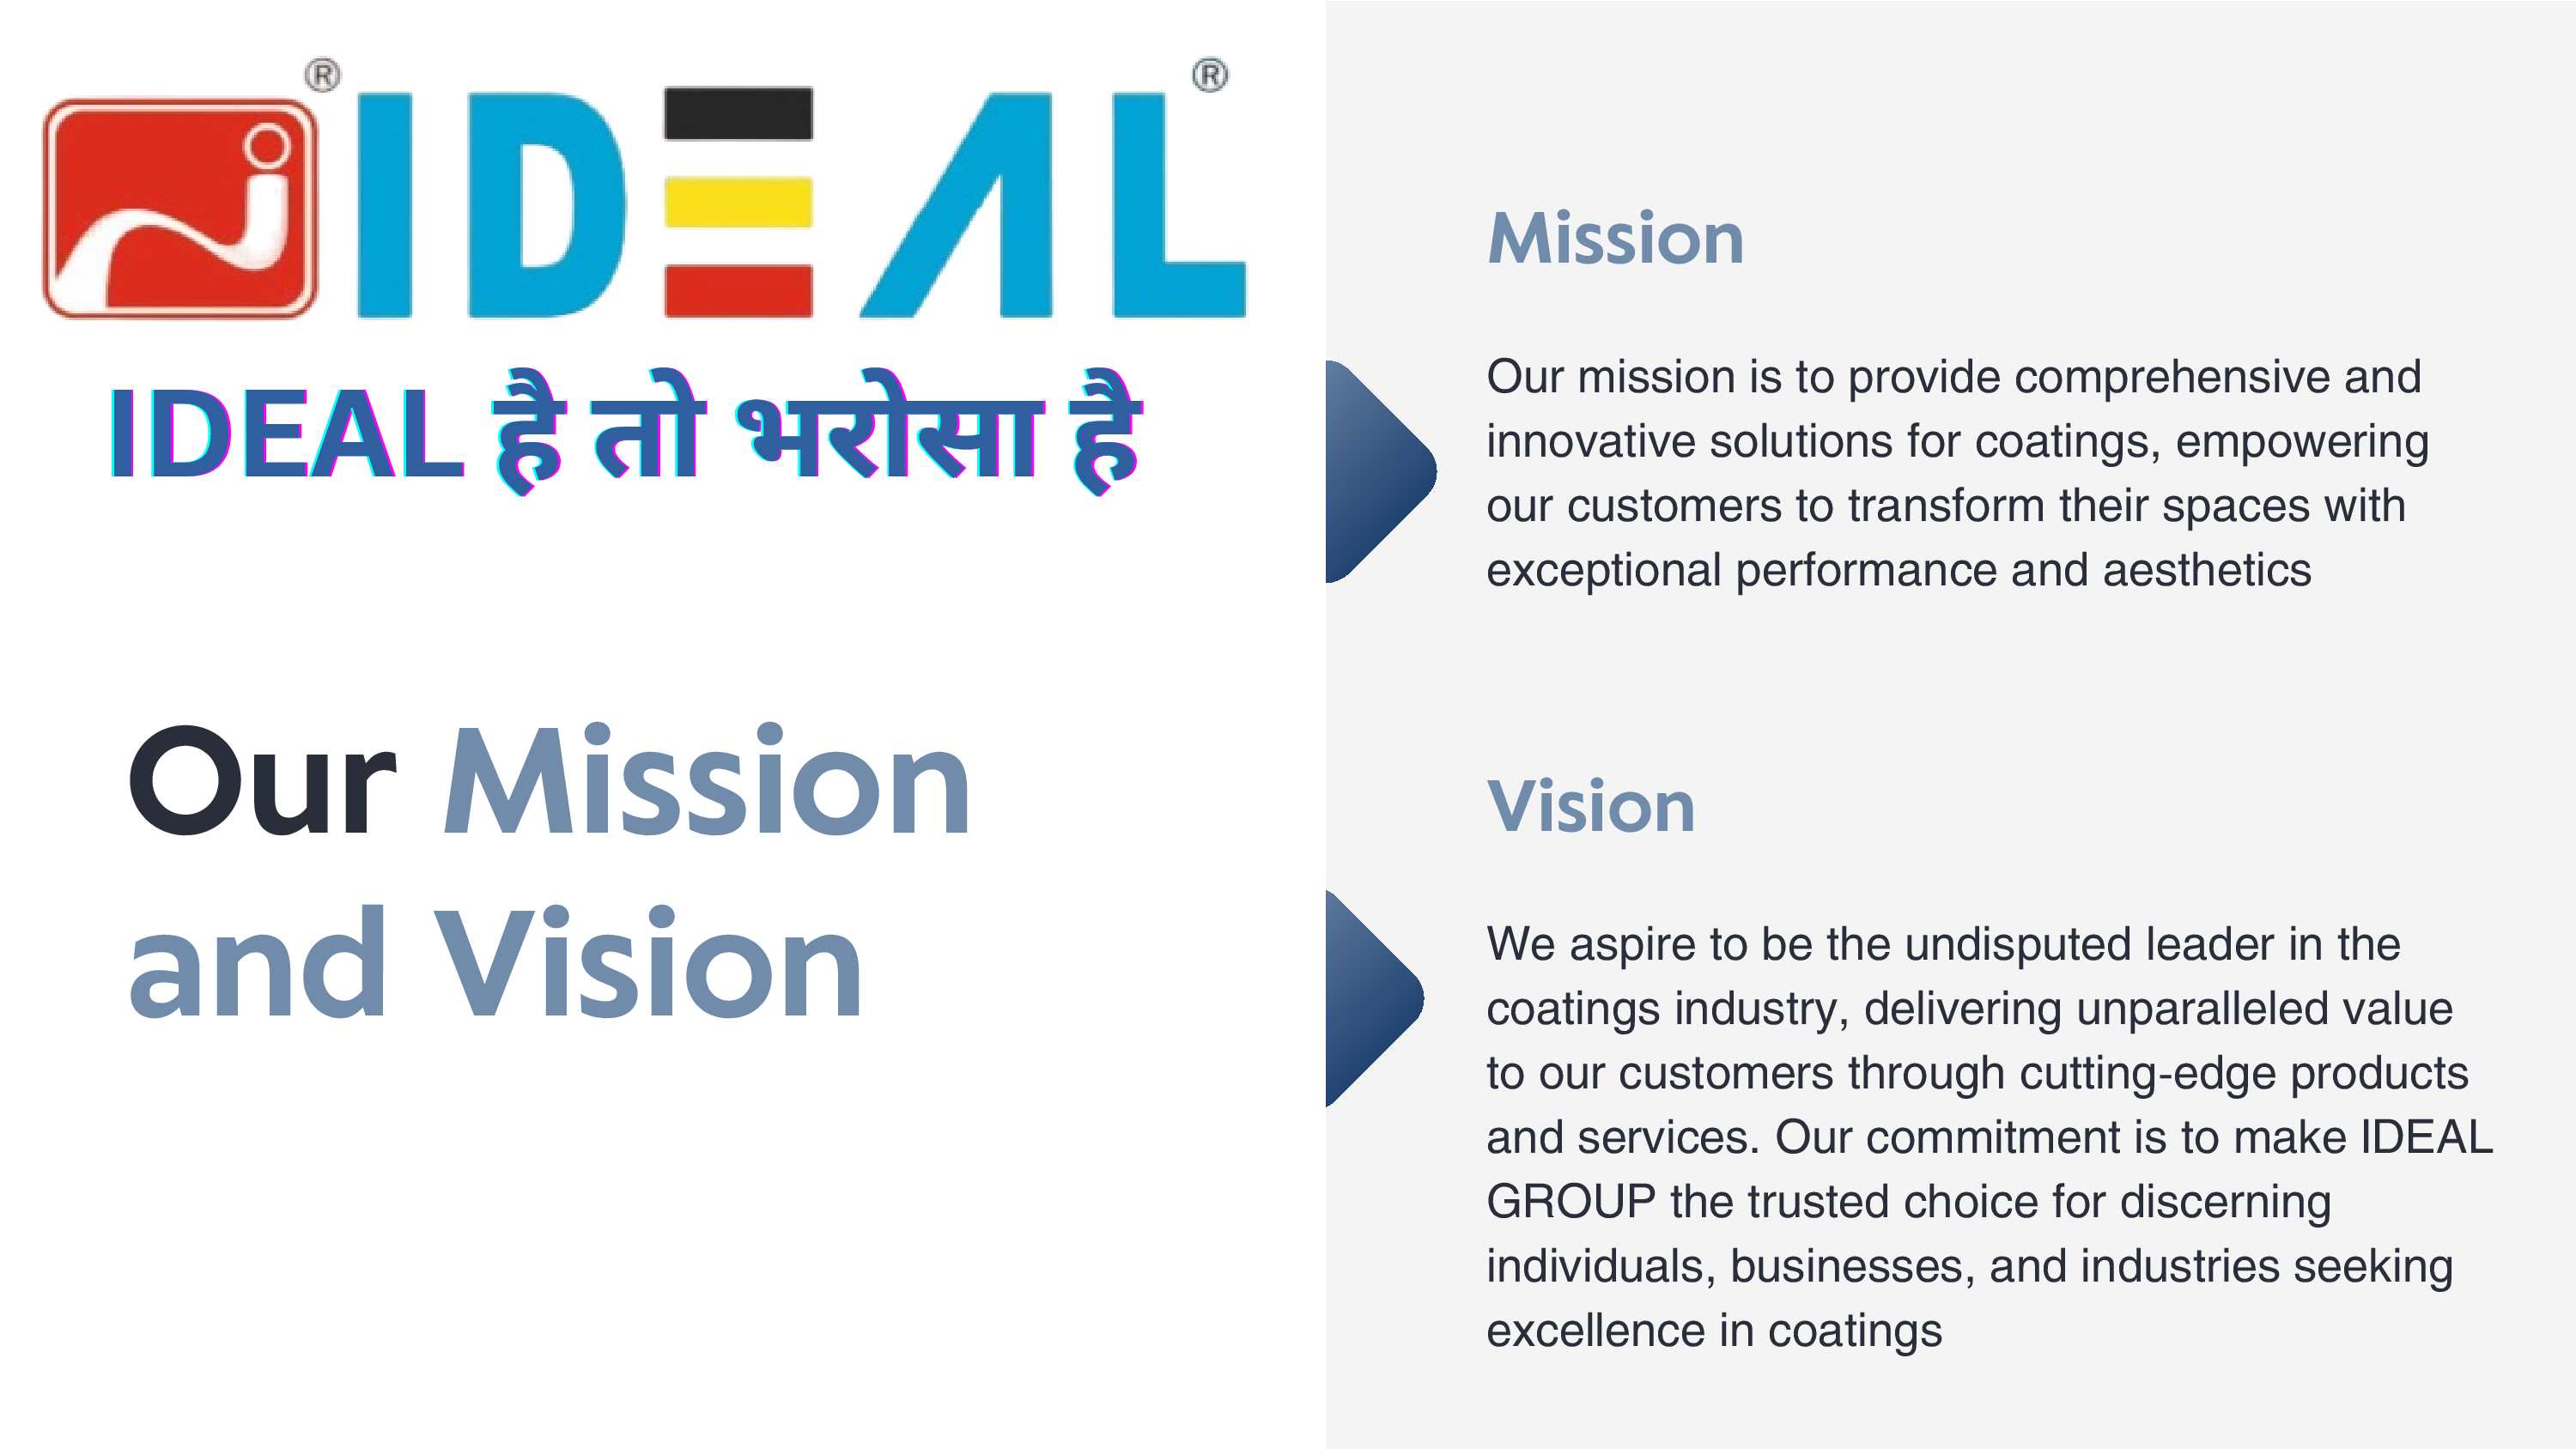 ® IDEAL ®
IDEAL है तो भरोसा है
Our Mission
and Vision
Mission
Our mission is to provide comprehensive and
innovative solutions for coatings, empowering
our customers to transform their spaces with
exceptional performance and aesthetics
Vision
We aspire to be the undisputed leader in the
coatings industry, delivering unparalleled value
to our customers through cutting-edge products
and services. Our commitment is to make IDEAL
GROUP the trusted choice for discerning
individuals, businesses, and industries seeking
excellence in coatings